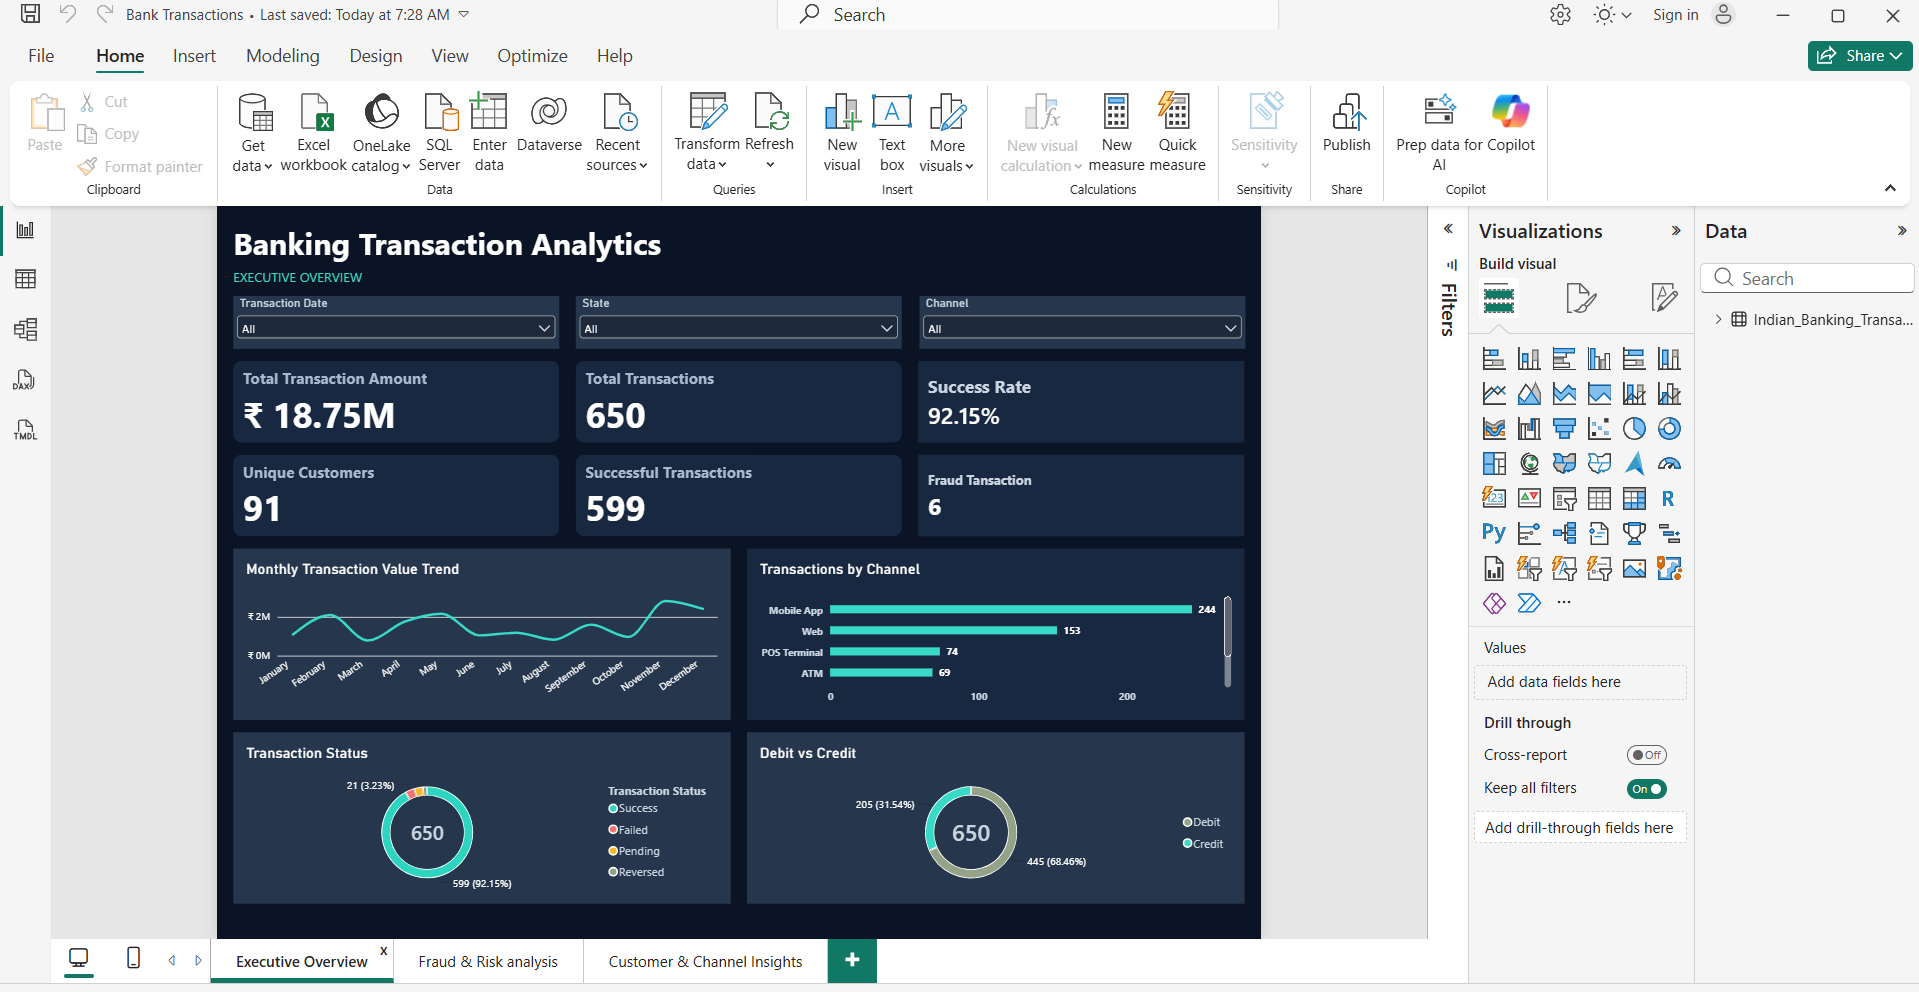 Bank Transactions • Last saved: Today at 7:28 AM
Search
Sign in
File
Home
Insert
Modeling
Design
View
Optimize
Help
Share
Paste
Cut
Copy
Format painter
Clipboard
Get data
Excel workbook
OneLake catalog
SQL Server
Enter data
Dataverse
Recent sources
Data
Transform data
Refresh
Queries
New visual
Text box
More visuals
Insert
New visual calculation
New measure
Quick measure
Calculations
Sensitivity
Sensitivity
Publish
Share
Prep data for AI
Copilot
Copilot
DAX
TMDL
Banking Transaction Analytics
EXECUTIVE OVERVIEW
Transaction Date
All
State
All
Channel
All
Total Transaction Amount
₹ 18.75M
Total Transactions
650
Success Rate
92.15%
Unique Customers
91
Successful Transactions
599
Fraud Tansaction
6
Monthly Transaction Value Trend
₹2M
₹0M
January
February
March
April
May
June
July
August
September
October
November
December
Transactions by Channel
Mobile App
244
Web
153
POS Terminal
74
ATM
69
0
100
200
Transaction Status
21 (3.23%)
650
599 (92.15%)
Transaction Status
Success
Failed
Pending
Reversed
Debit vs Credit
205 (31.54%)
650
445 (68.46%)
Debit
Credit
Filters
Visualizations
Build visual
123
R
Py
Values
Add data fields here
Drill through
Cross-report
Off
Keep all filters
On
Add drill-through fields here
Data
Search
Indian_Banking_Transa...
Executive Overview
x
Fraud & Risk analysis
Customer & Channel Insights
+